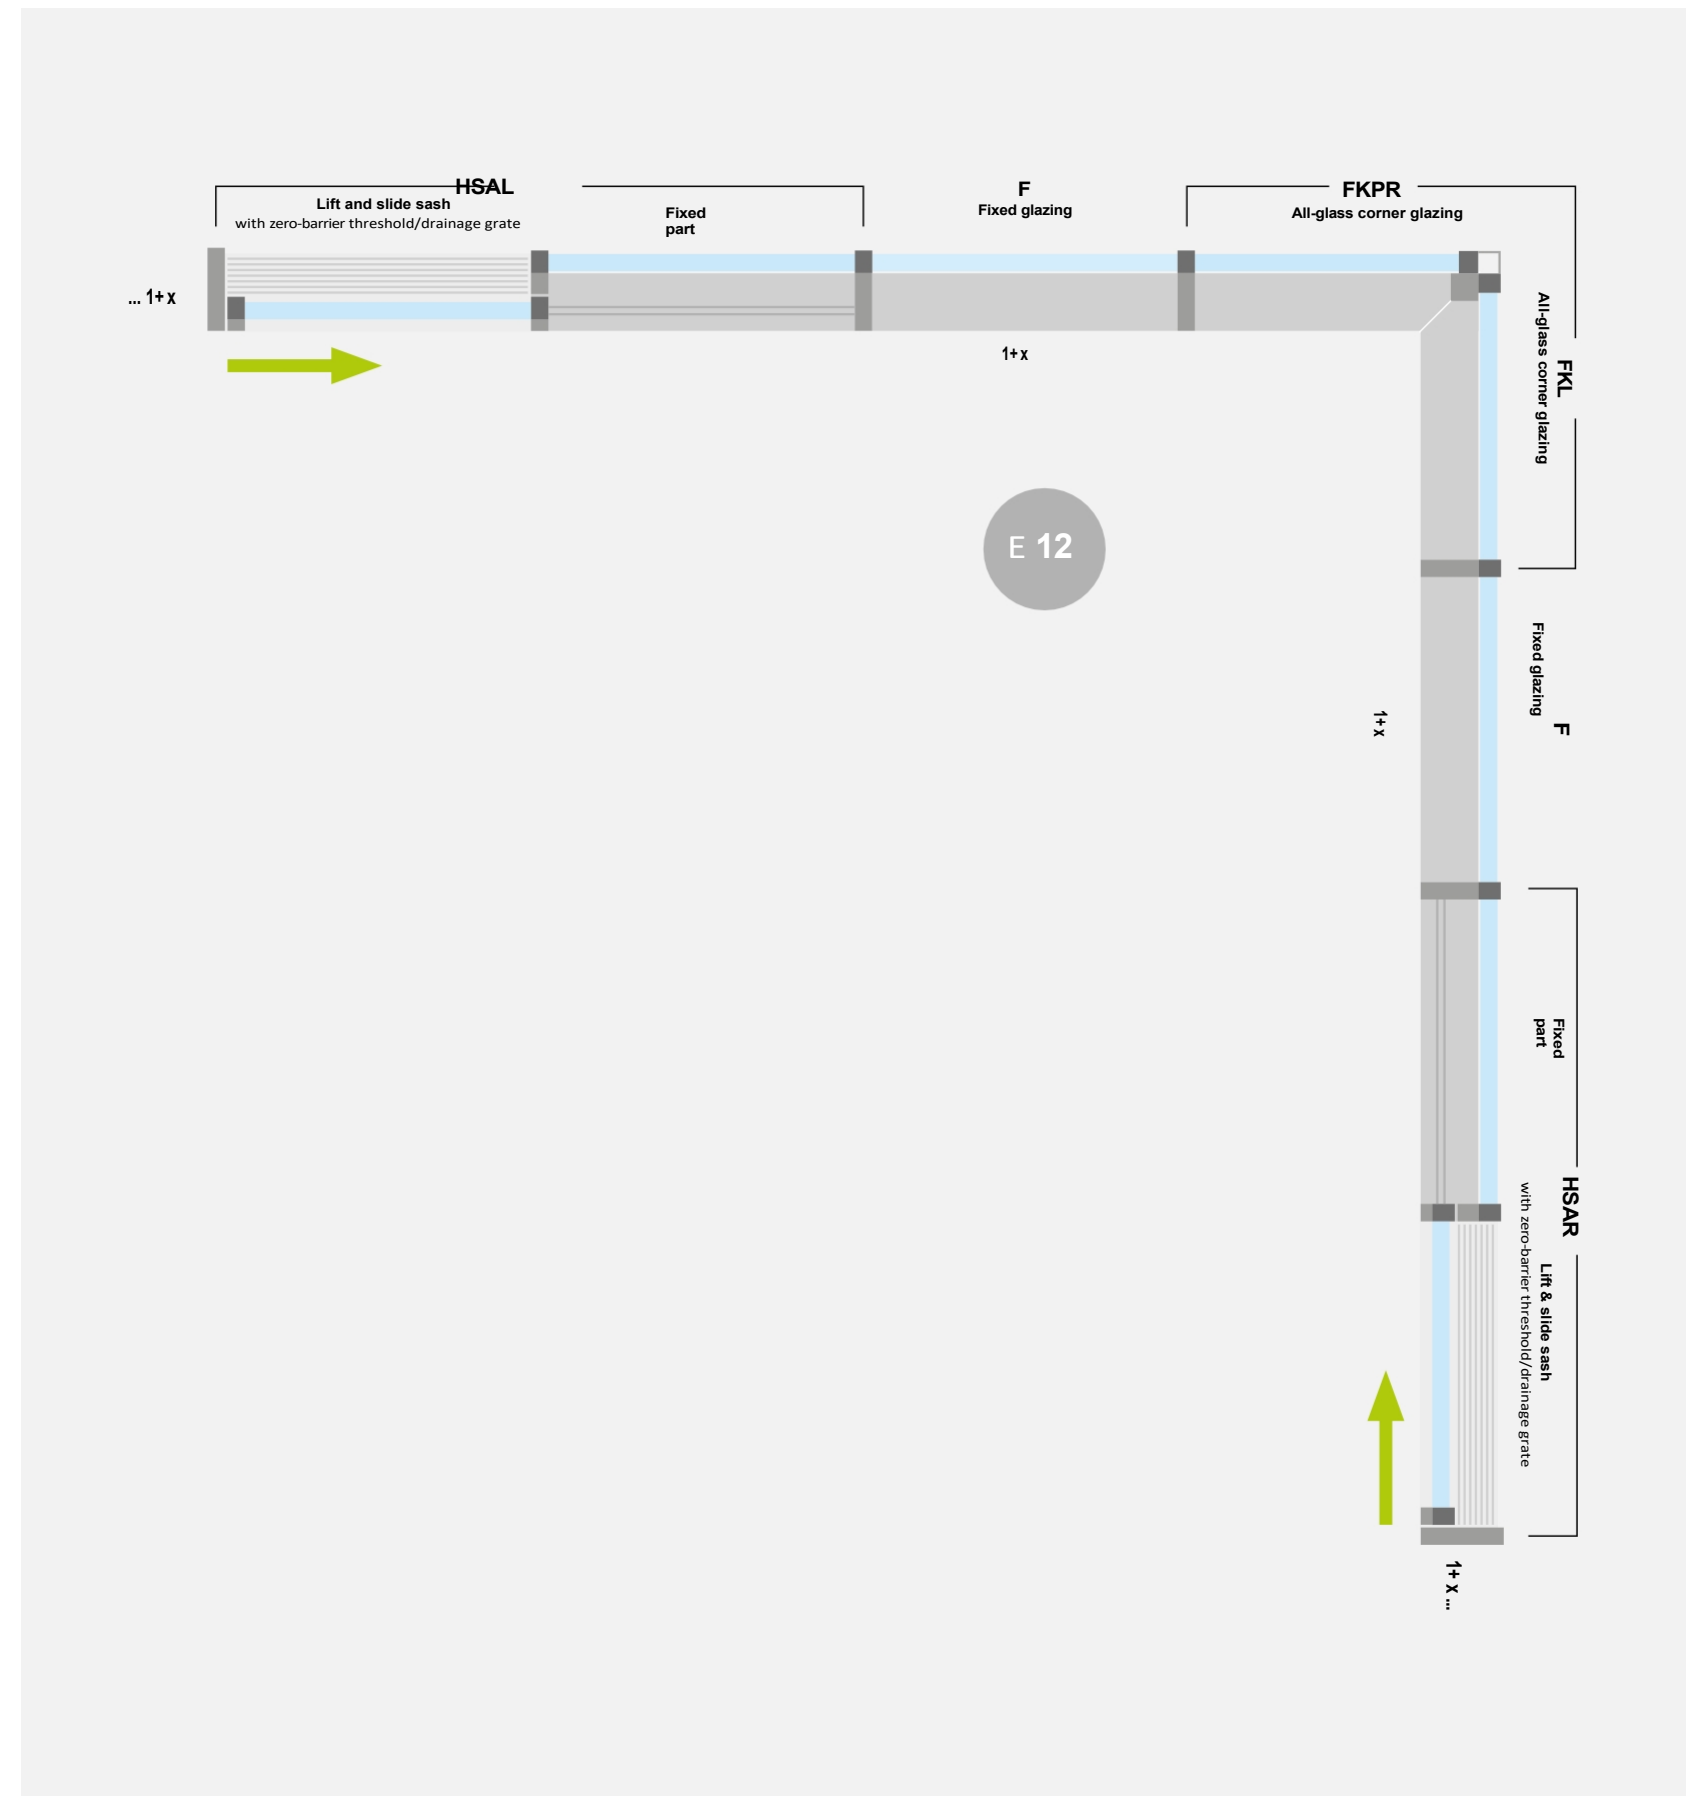 HSAL
Lift and slide sash
with zero-barrier threshold/drainage grate
Fixed
part
F
Fixed glazing
FKPR
All-glass corner glazing
... 1+ x
1+ x
FKL
All-glass corner glazing
E 12
Fixed glazing
F
1+ x
Fixed
part
HSAR
Lift & slide sash
with zero-barrier threshold/drainage grate
1+ x ...